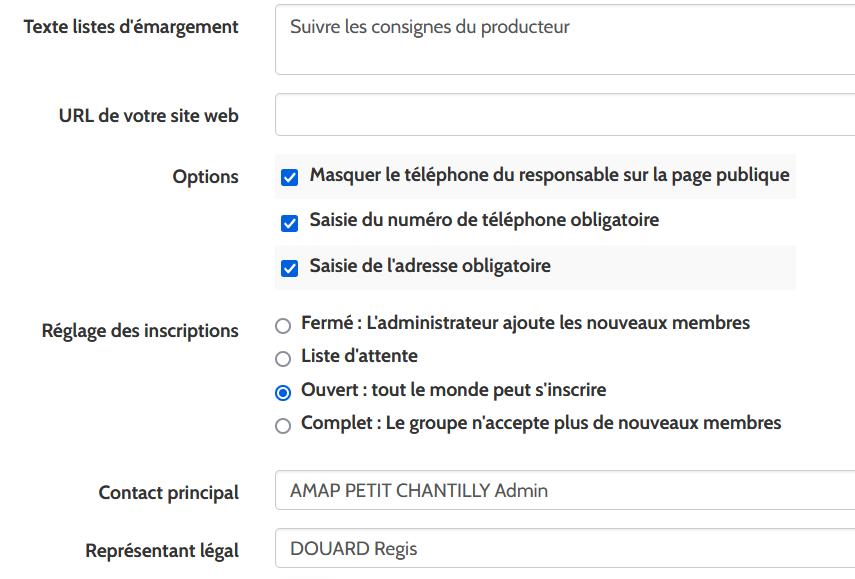 Texte listes d'émargement
Suivre les consignes du producteur
URL de votre site web
Options
Masquer le téléphone du responsable sur la page publique
Saisie du numéro de téléphone obligatoire
Saisie de l'adresse obligatoire
Réglage des inscriptions
Fermé : L'administrateur ajoute les nouveaux membres
Liste d'attente
Ouvert : tout le monde peut s'inscrire
Complet : Le groupe n'accepte plus de nouveaux membres
Contact principal
AMAP PETIT CHANTILLY Admin
Représentant légal
DOUARD Regis